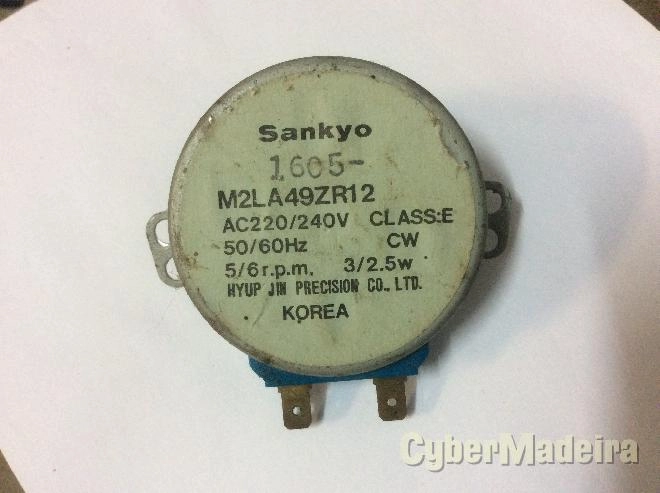 Sankyo
1605-
M2LA49ZR12
AC220/240V CLASS:E
50/60Hz CW
5/6r.p.m. 3/2.5w
HYUP JIN PRECISION CO., LTD.
KOREA
CyberMadeira